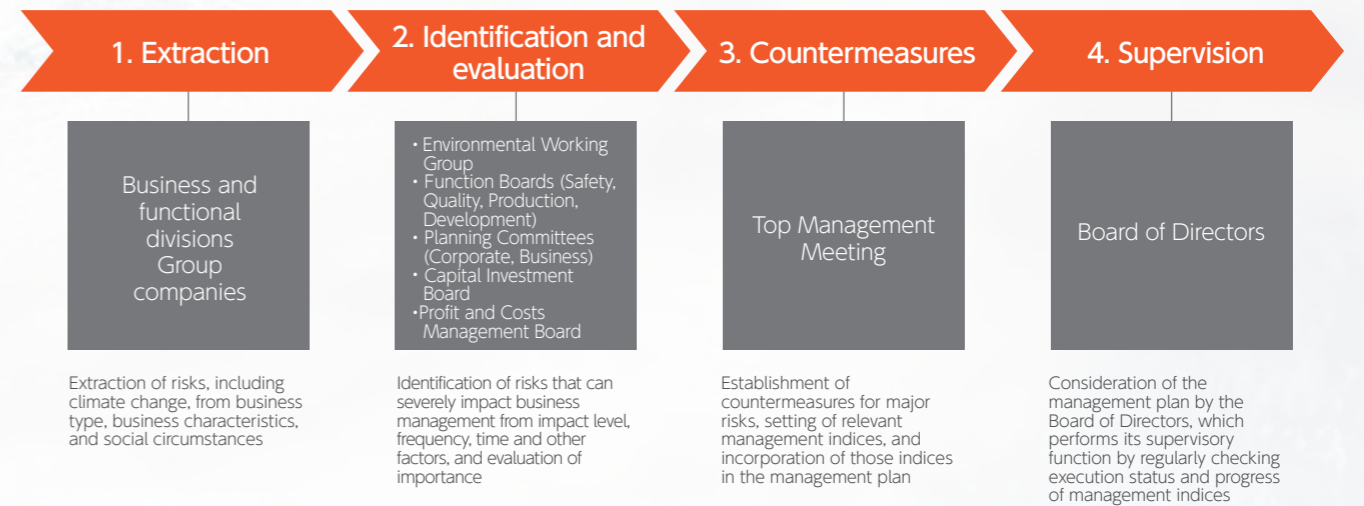 1. Extraction
2. Identification and
evaluation
3. Countermeasures
4. Supervision
Business and
functional
divisions
Group
companies
• Environmental Working
Group
• Function Boards (Safety,
Quality, Production,
Development)
• Planning Committees
(Corporate, Business)
• Capital Investment
Board
•Profit and Costs
Management Board
Top Management
Meeting
Board of Directors
Extraction of risks, including
climate change, from business
type, business characteristics,
and social circumstances
Identification of risks that can
severely impact business
management from impact level,
frequency, time and other
factors, and evaluation of
importance
Establishment of
countermeasures for major
risks, setting of relevant
management indices, and
incorporation of those indices
in the management plan
Consideration of the
management plan by the
Board of Directors, which
performs its supervisory
function by regularly checking
execution status and progress
of management indices